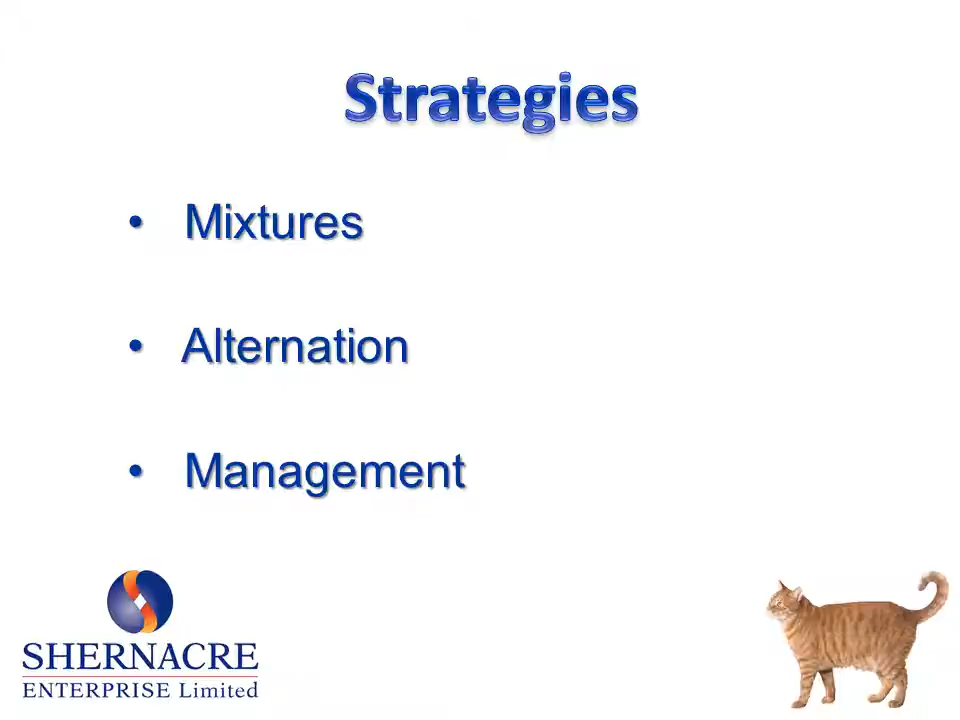 Strategies
• Mixtures
• Alternation
• Management
SHERNACRE
ENTERPRISE Limited